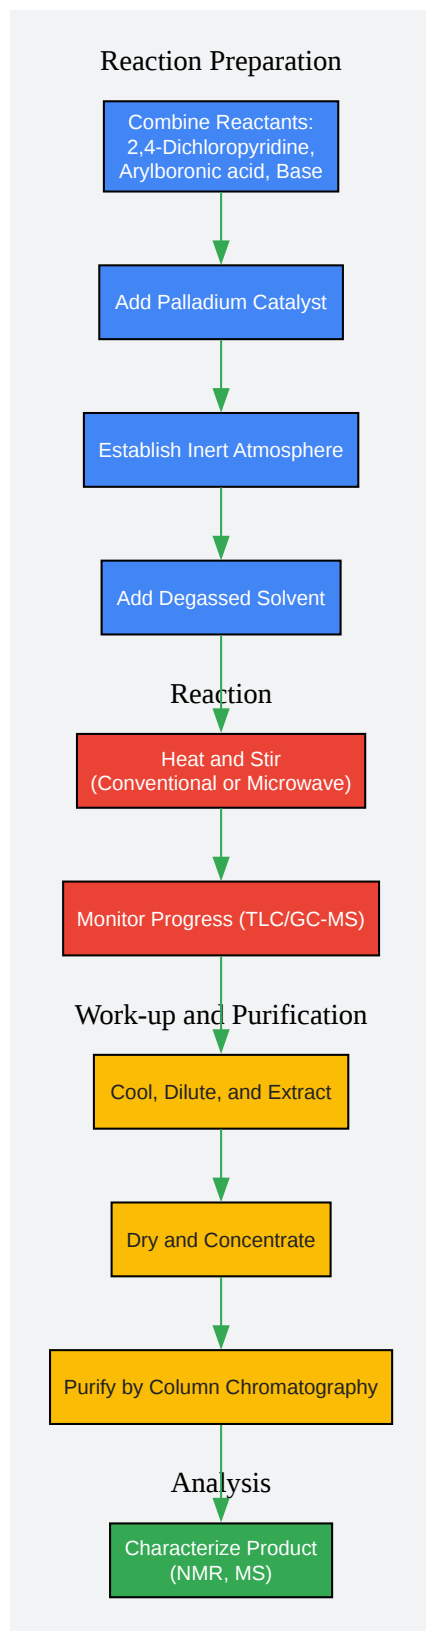 Reaction Preparation
Combine Reactants:
2,4-Dichloropyridine,
Arylboronic acid, Base
Add Palladium Catalyst
Establish Inert Atmosphere
Add Degassed Solvent
Reaction
Heat and Stir
(Conventional or Microwave)
Monitor Progress (TLC/GC-MS)
Work-up and Purification
Cool, Dilute, and Extract
Dry and Concentrate
Purify by Column Chromatography
Analysis
Characterize Product
(NMR, MS)